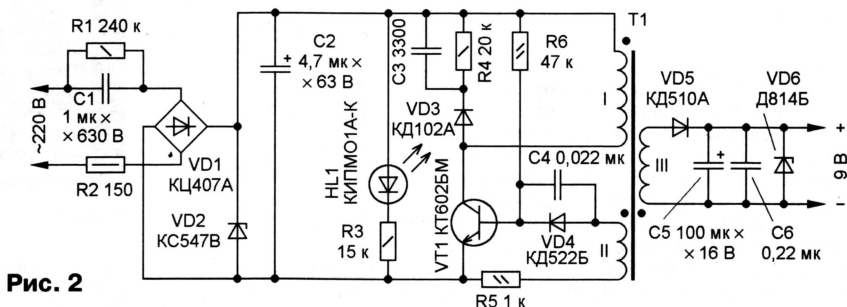 R1 240 к
C1
1 мк ×
× 630 В
~220 В
R2 150
VD1
КЦ407А
VD2
КС547В
C2
4,7 мк ×
× 63 В
HL1
КИПМО1А-К
R3
15 к
C3 3300
R4 20 к
VD3
КД102А
R6
47 к
C4 0,022 мк
VT1 КТ602БМ
VD4
КД522Б
R5 1 к
T1
I
II
III
VD5
КД510А
VD6
Д814Б
+
9 В
–
C5 100 мк ×
× 16 В
C6
0,22 мк
+
+
Рис. 2